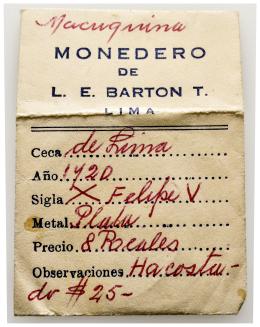 Macuquina
MONEDERO
DE
L. E. BARTON T.
LIMA
Ceca de Lima
Año 1720
Sigla X Felipe V
Metal Plata
Precio 8 Reales
Observaciones Ha costa-
do $25-